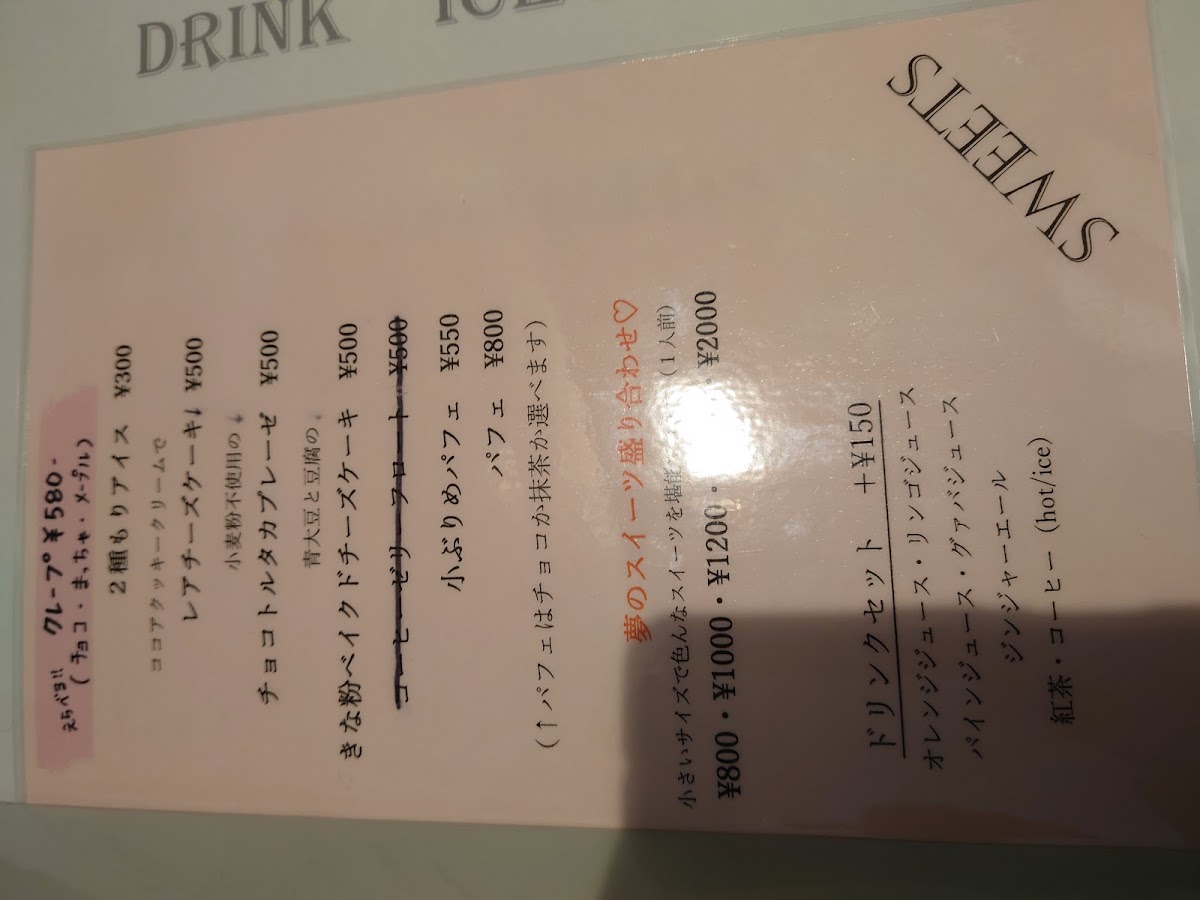 DRINK
SWEETS
えらべる!! クレープ ¥580-
(チョコ・まっちゃ・メープル)
2種もりアイス ¥300
ココアクッキークリームで
レアチーズケーキ↓ ¥500
小麦粉不使用の↓
チョコトルタカプレーゼ ¥500
青大豆と豆腐の↓
きな粉ベイクドチーズケーキ ¥500
コーヒーゼリーフロート ¥500
小ぶりめパフェ ¥550
パフェ ¥800
(↑パフェはチョコか抹茶か選べます)
夢のスイーツ盛り合わせ♡
小さいサイズで色んなスイーツを堪能 (1人前)
¥800・¥1000・¥1200・ ・¥2000
ドリンクセット +¥150
オレンジジュース・リンゴジュース
パインジュース・グァバジュース
ジンジャーエール
紅茶・コーヒー (hot/ice)